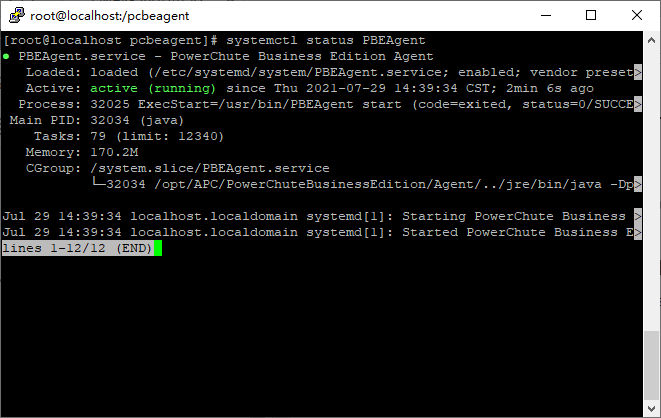 root@localhost:/pcbeagent
[root@localhost pcbeagent]# systemctl status PBEAgent
● PBEAgent.service - PowerChute Business Edition Agent
   Loaded: loaded (/etc/systemd/system/PBEAgent.service; enabled; vendor preset>
   Active: active (running) since Thu 2021-07-29 14:39:34 CST; 2min 6s ago
  Process: 32025 ExecStart=/usr/bin/PBEAgent start (code=exited, status=0/SUCCE>
 Main PID: 32034 (java)
    Tasks: 79 (limit: 12340)
   Memory: 170.2M
   CGroup: /system.slice/PBEAgent.service
           └─32034 /opt/APC/PowerChuteBusinessEdition/Agent/../jre/bin/java -Dp>
Jul 29 14:39:34 localhost.localdomain systemd[1]: Starting PowerChute Business >
Jul 29 14:39:34 localhost.localdomain systemd[1]: Started PowerChute Business E>
lines 1-12/12 (END)